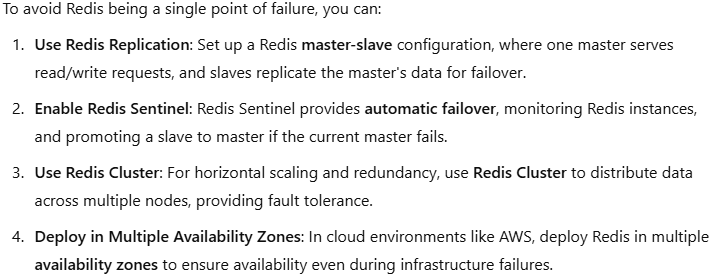 To avoid Redis being a single point of failure, you can:
1. Use Redis Replication: Set up a Redis master-slave configuration, where one master serves
read/write requests, and slaves replicate the master's data for failover.
2. Enable Redis Sentinel: Redis Sentinel provides automatic failover, monitoring Redis instances,
and promoting a slave to master if the current master fails.
3. Use Redis Cluster: For horizontal scaling and redundancy, use Redis Cluster to distribute data
across multiple nodes, providing fault tolerance.
4. Deploy in Multiple Availability Zones: In cloud environments like AWS, deploy Redis in multiple
availability zones to ensure availability even during infrastructure failures.